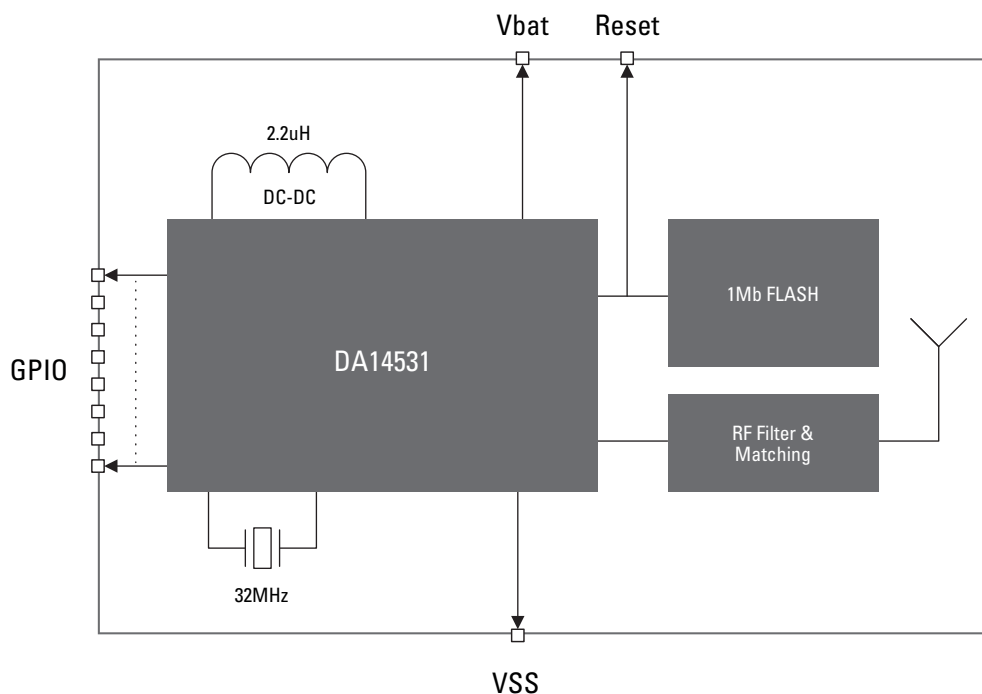 Vbat
Reset
2.2uH
DC-DC
1Mb FLASH
DA14531
GPIO
RF Filter &
Matching
32MHz
VSS